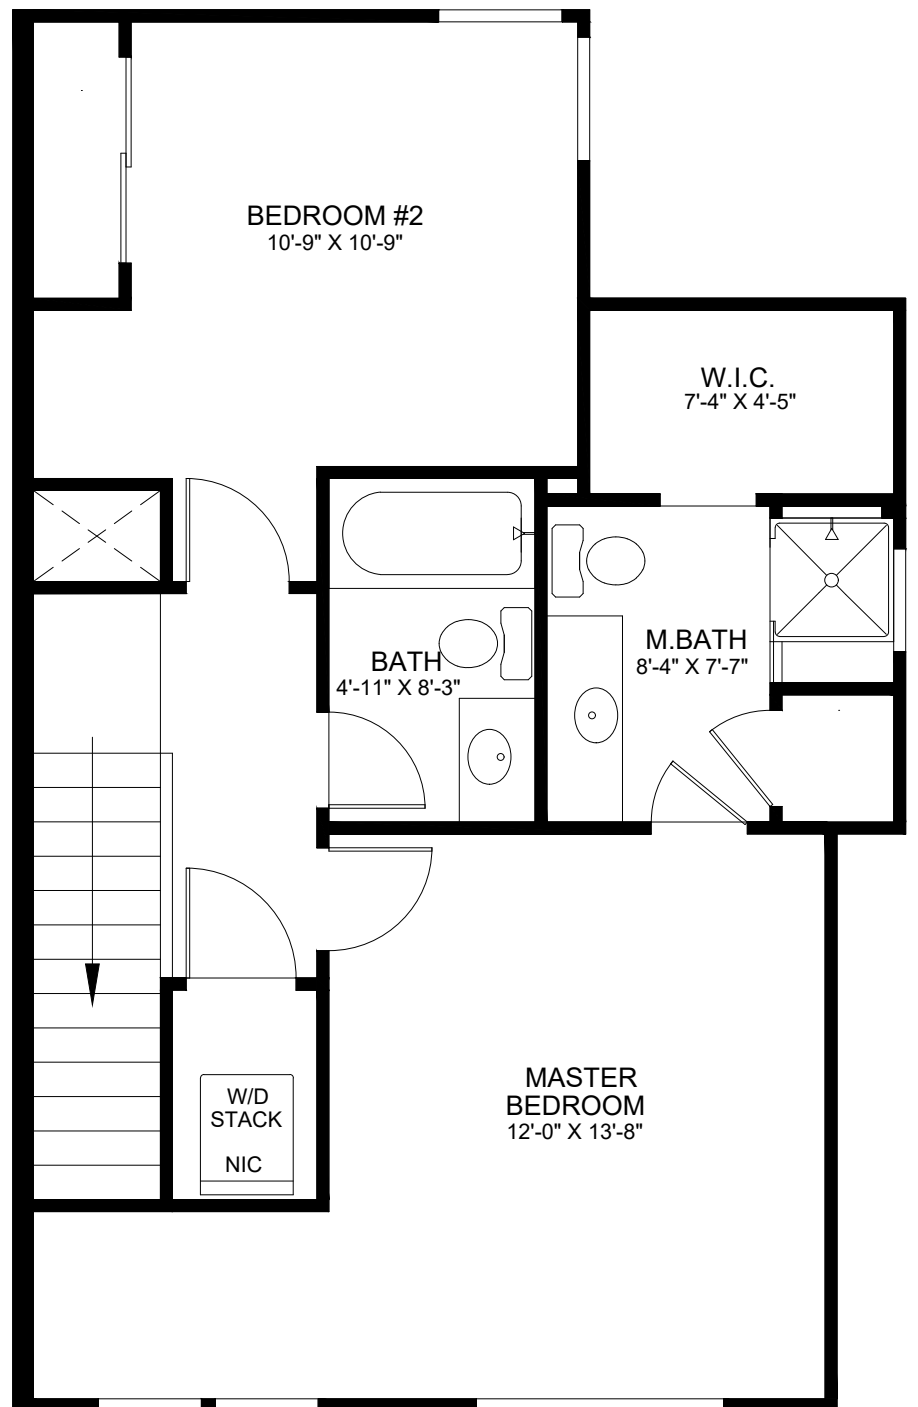 BEDROOM #2
10'-9" X 10'-9"
W.I.C.
7'-4" X 4'-5"
BATH
4'-11" X 8'-3"
M.BATH
8'-4" X 7'-7"
W/D
STACK
NIC
MASTER
BEDROOM
12'-0" X 13'-8"